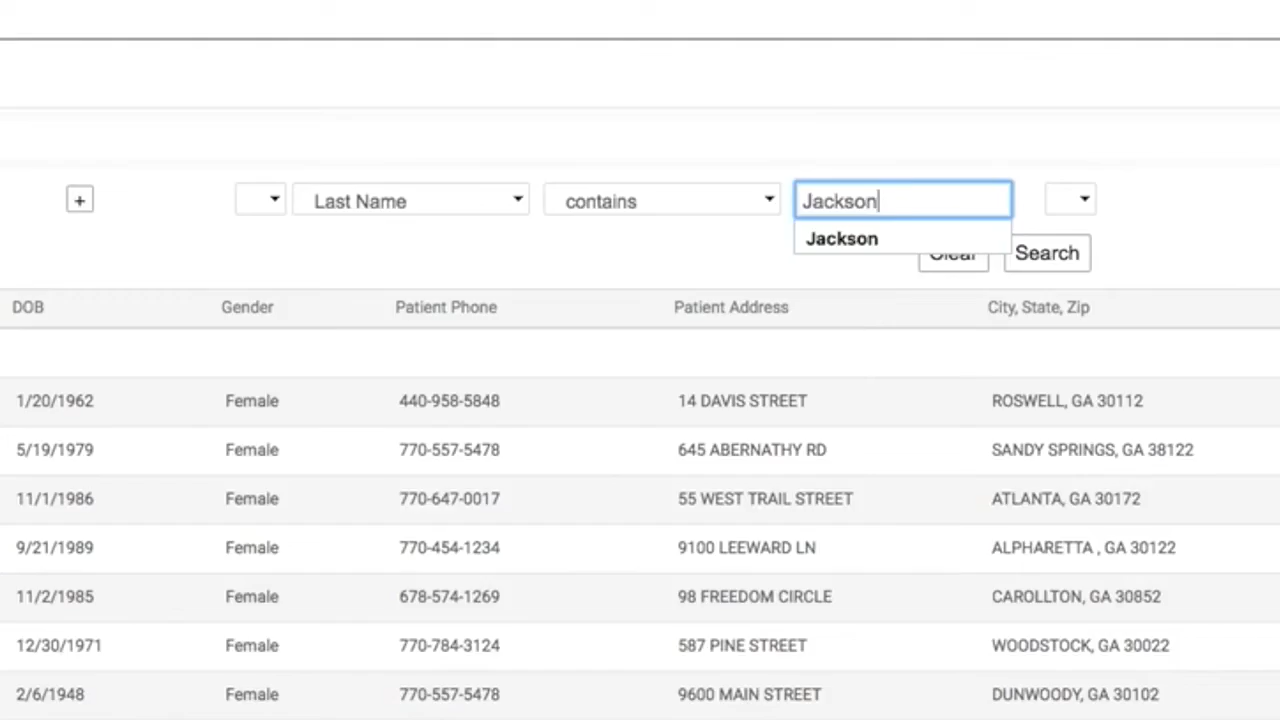 + Last Name contains Jackson
Jackson
Clear Search
DOB Gender Patient Phone Patient Address City, State, Zip
1/20/1962 Female 440-958-5848 14 DAVIS STREET ROSWELL, GA 30112
5/19/1979 Female 770-557-5478 645 ABERNATHY RD SANDY SPRINGS, GA 38122
11/1/1986 Female 770-647-0017 55 WEST TRAIL STREET ATLANTA, GA 30172
9/21/1989 Female 770-454-1234 9100 LEEWARD LN ALPHARETTA , GA 30122
11/2/1985 Female 678-574-1269 98 FREEDOM CIRCLE CAROLLTON, GA 30852
12/30/1971 Female 770-784-3124 587 PINE STREET WOODSTOCK, GA 30022
2/6/1948 Female 770-557-5478 9600 MAIN STREET DUNWOODY, GA 30102